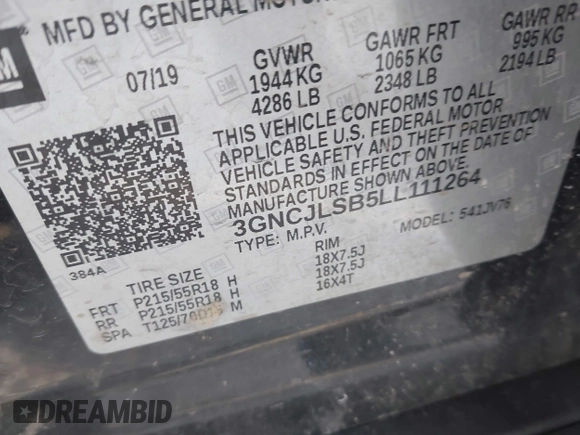 MFD BY GENERAL MOTOR
GM
07/19
GVWR
1944 KG
4286 LB
GAWR FRT
1065 KG
2348 LB
GAWR RR
995 KG
2194 LB
THIS VEHICLE CONFORMS TO ALL
APPLICABLE U.S. FEDERAL MOTOR
VEHICLE SAFETY AND THEFT PREVENTION
STANDARDS IN EFFECT ON THE DATE OF
MANUFACTURE SHOWN ABOVE.
3GNCJLSB5LL111264
TYPE: M.P.V.
MODEL: 541JV76
384A
TIRE SIZE
RIM
FRT P215/55R18 H 18X7.5J
RR P215/55R18 H 18X7.5J
SPA M 16X4T
DREAMBID